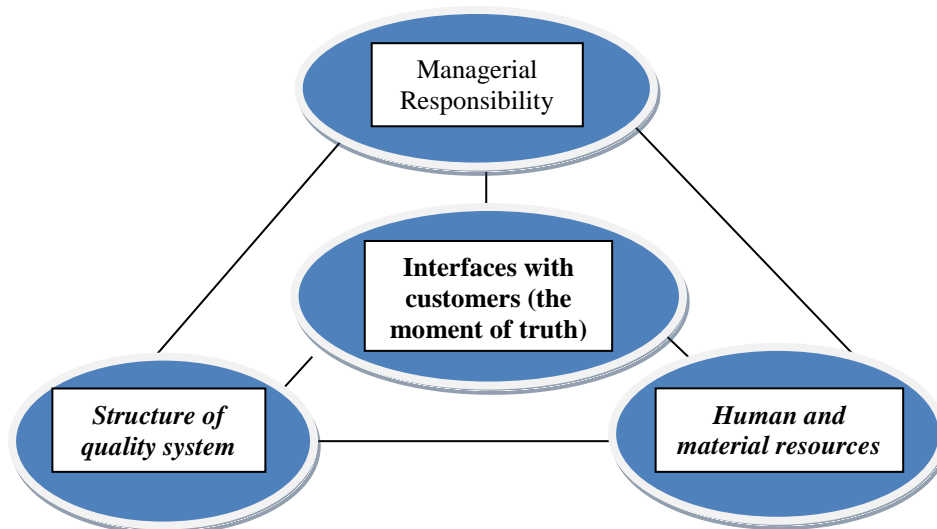 Managerial
Responsibility
Interfaces with
customers (the
moment of truth)
Structure of
quality system
Human and
material resources